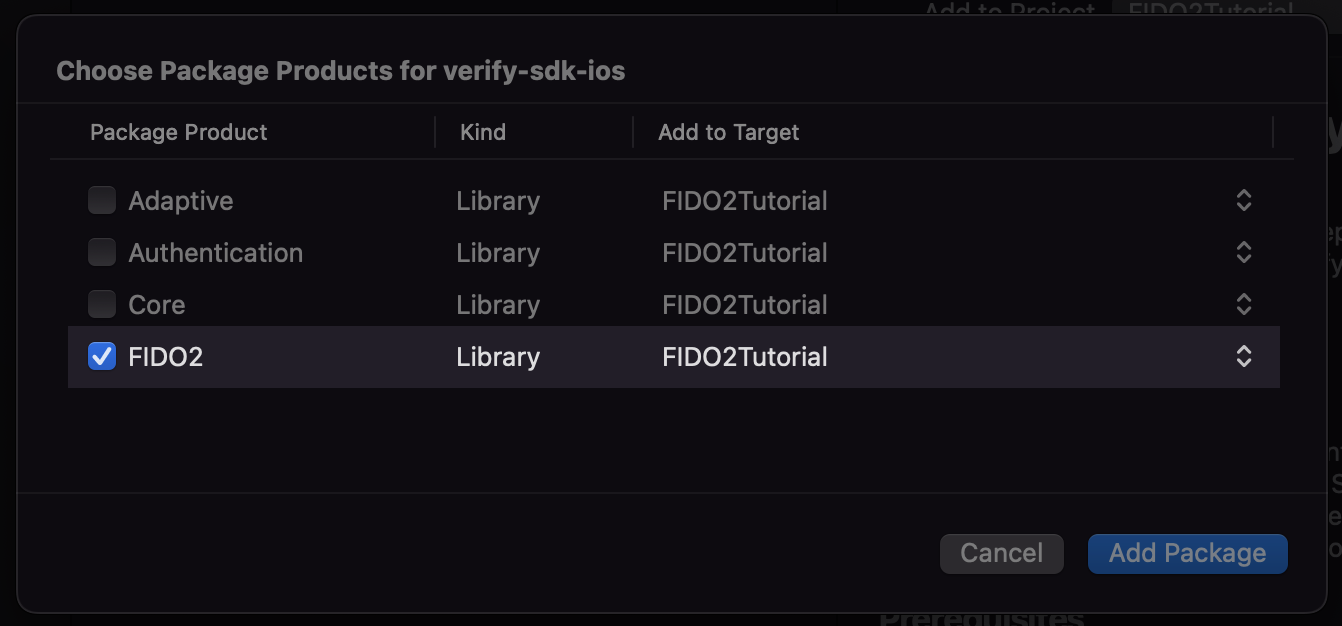 Add to Project FIDO2Tutorial
Choose Package Products for verify-sdk-ios
Package Product Kind Add to Target
Adaptive Library FIDO2Tutorial
Authentication Library FIDO2Tutorial
Core Library FIDO2Tutorial
FIDO2 Library FIDO2Tutorial
Cancel Add Package
Prerequisites